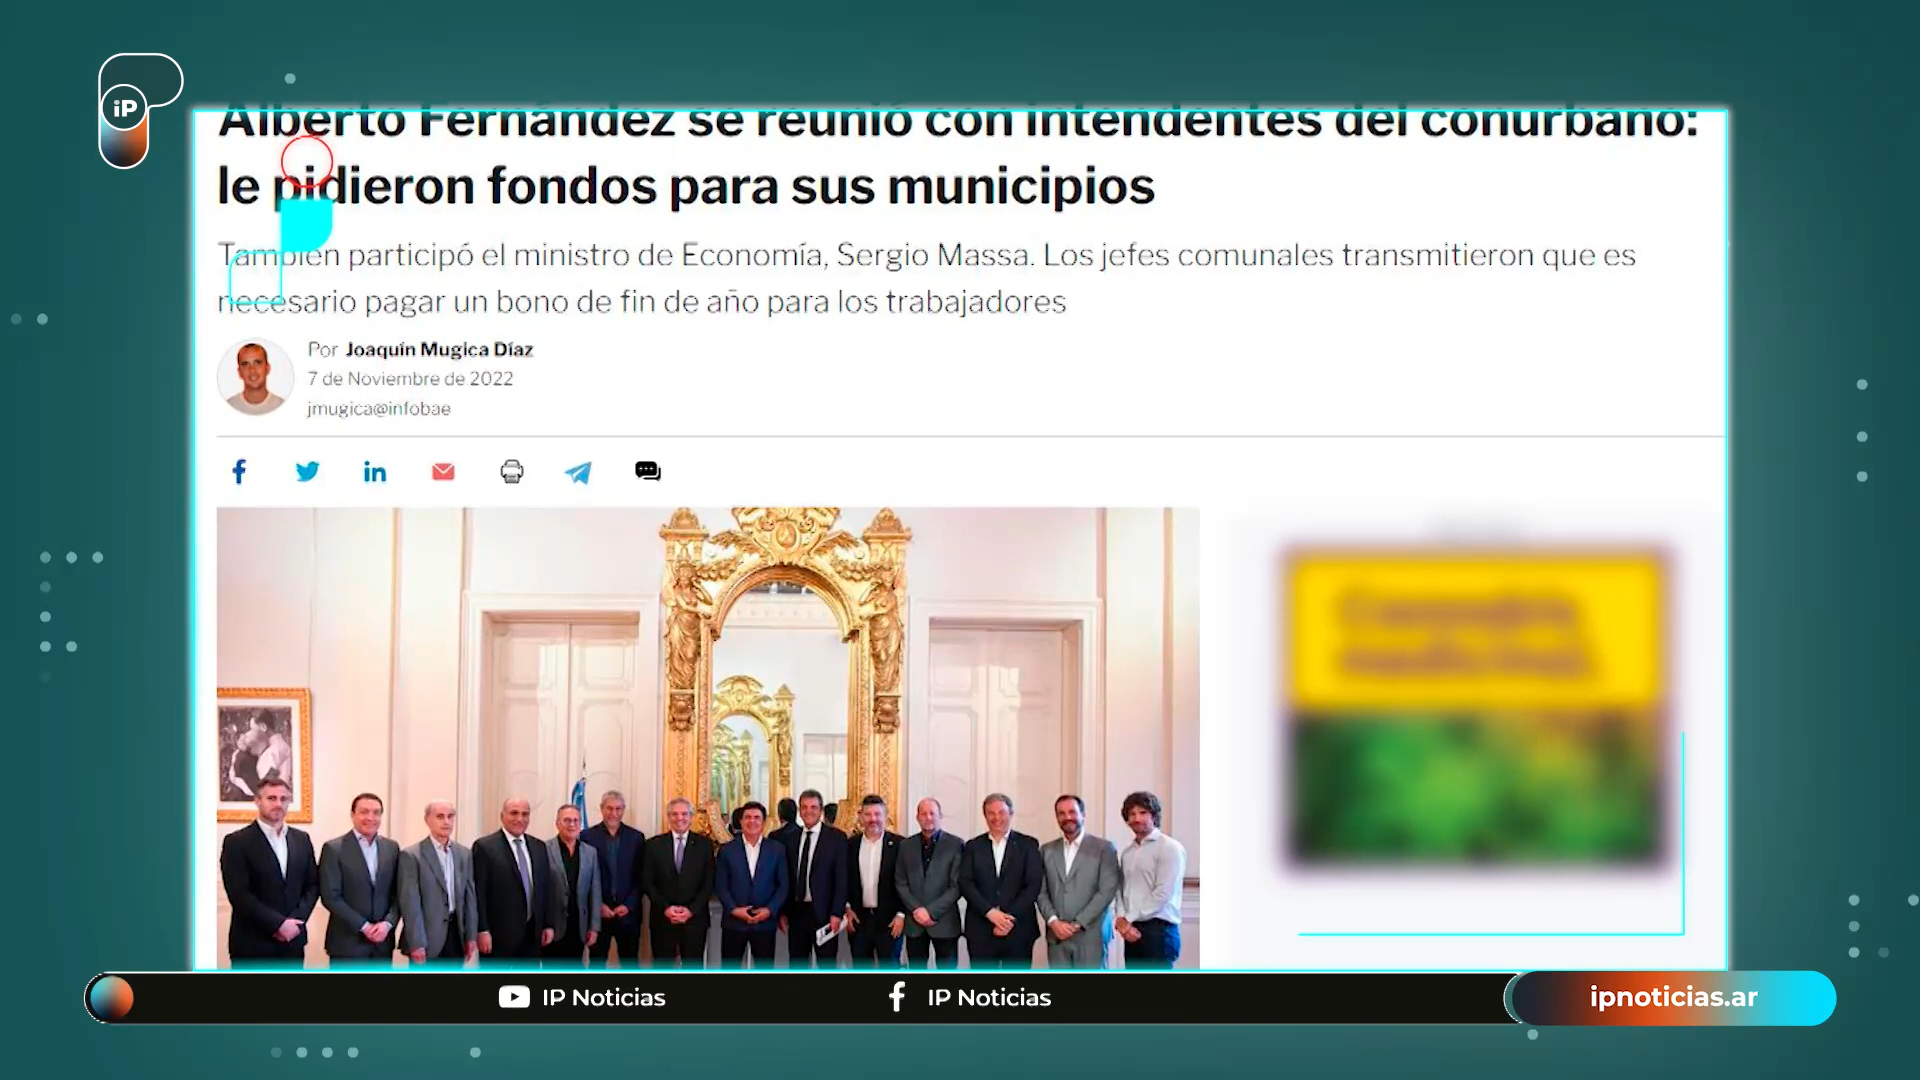 iP
Alberto Fernández se reunió con intendentes del conurbano:
le pidieron fondos para sus municipios
También participó el ministro de Economía, Sergio Massa. Los jefes comunales transmitieron que es
necesario pagar un bono de fin de año para los trabajadores
Por Joaquín Mugica Díaz
7 de Noviembre de 2022
jmugica@infobae
IP Noticias
IP Noticias
ipnoticias.ar